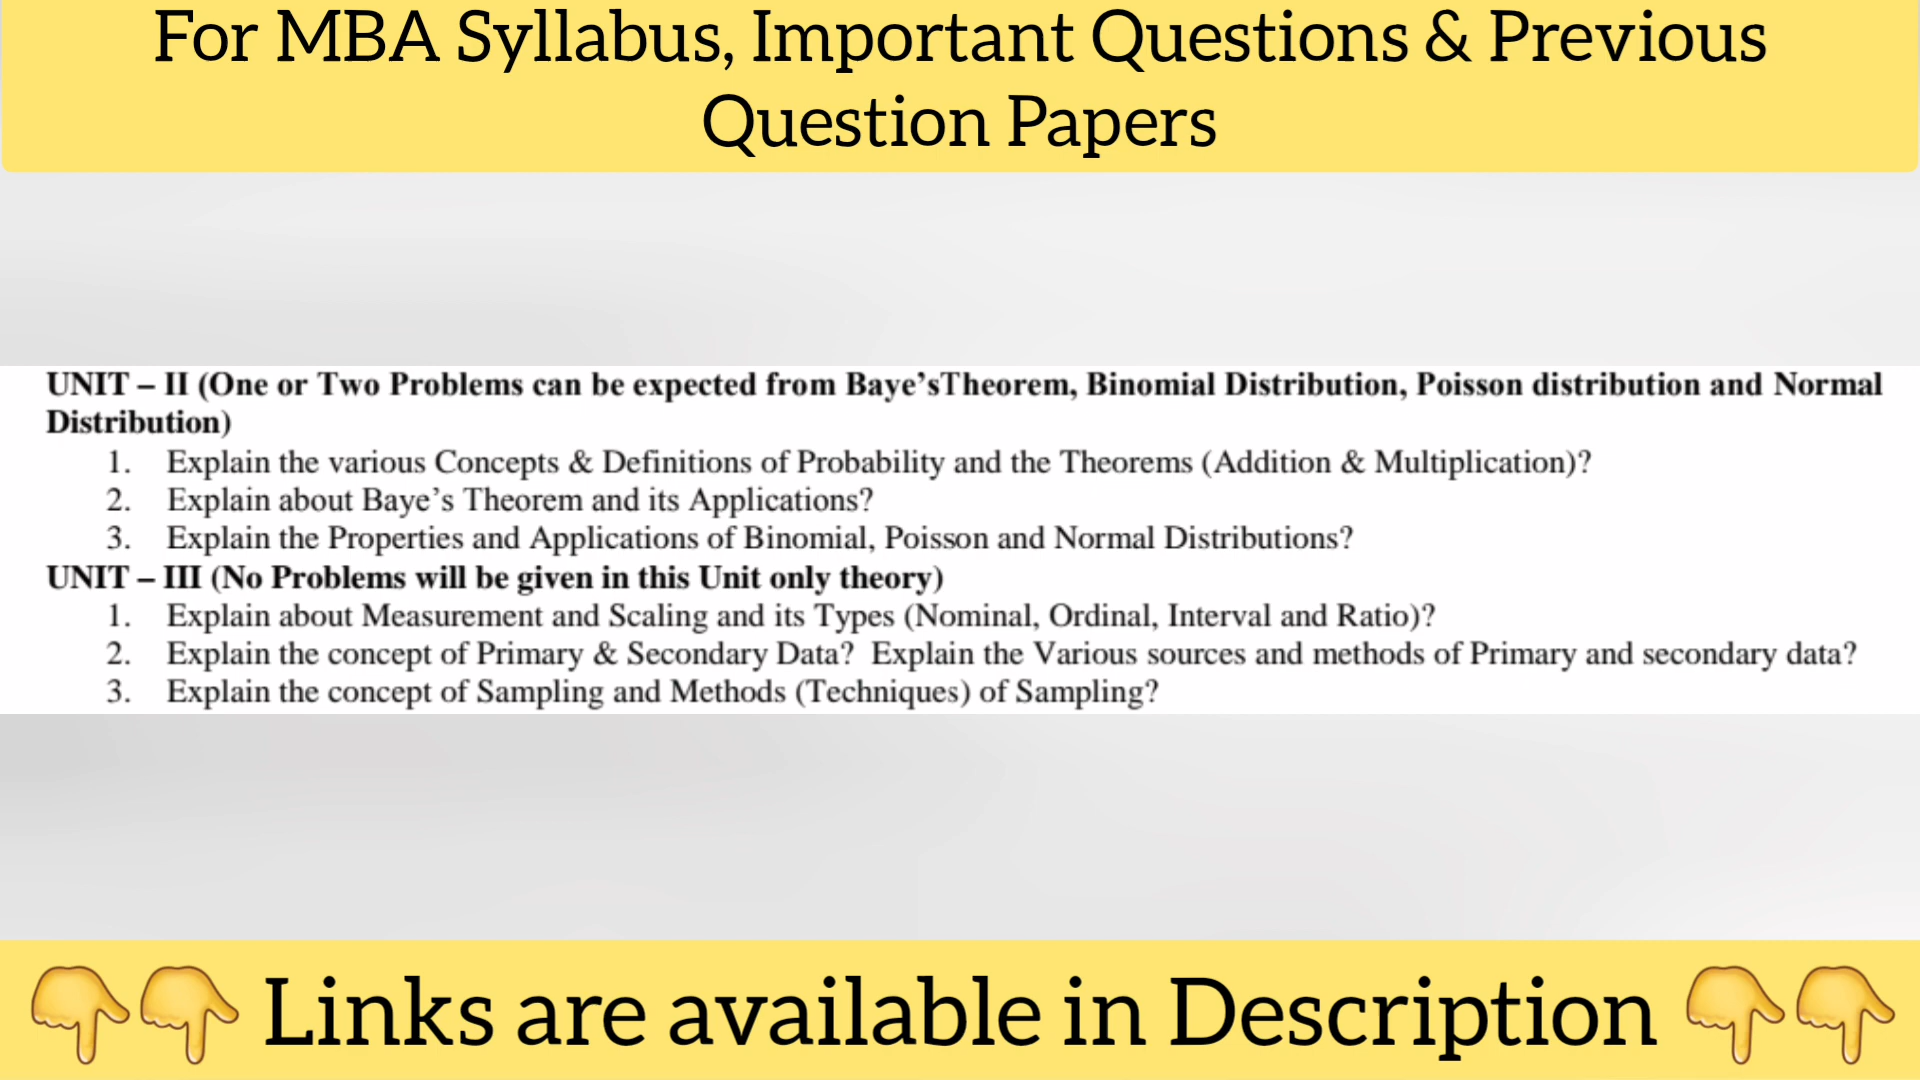 For MBA Syllabus, Important Questions & Previous
Question Papers
UNIT – II (One or Two Problems can be expected from Baye’sTheorem, Binomial Distribution, Poisson distribution and Normal
Distribution)
1. Explain the various Concepts & Definitions of Probability and the Theorems (Addition & Multiplication)?
2. Explain about Baye’s Theorem and its Applications?
3. Explain the Properties and Applications of Binomial, Poisson and Normal Distributions?
UNIT – III (No Problems will be given in this Unit only theory)
1. Explain about Measurement and Scaling and its Types (Nominal, Ordinal, Interval and Ratio)?
2. Explain the concept of Primary & Secondary Data? Explain the Various sources and methods of Primary and secondary data?
3. Explain the concept of Sampling and Methods (Techniques) of Sampling?
👇👇 Links are available in Description 👇👇